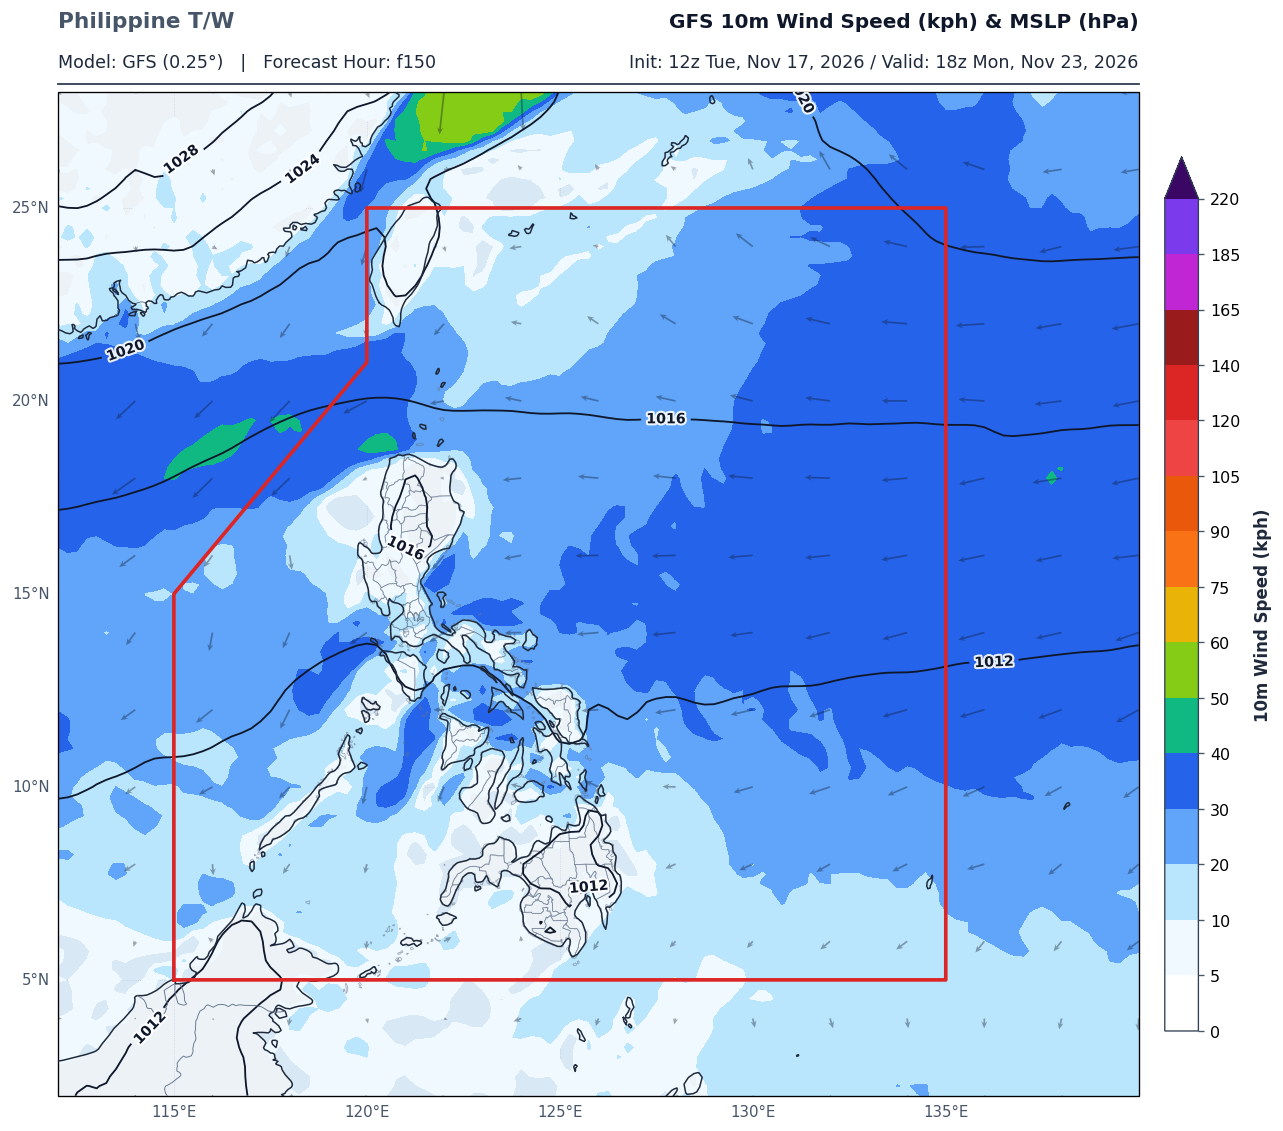 Philippine T/W
GFS 10m Wind Speed (kph) & MSLP (hPa)
Model: GFS (0.25°)   |   Forecast Hour: f150
Init: 12z Tue, Nov 17, 2026 / Valid: 18z Mon, Nov 23, 2026
1028
1024
1020
1016
1016
1012
1012
1012
25°N
20°N
15°N
10°N
5°N
115°E
120°E
125°E
130°E
135°E
220
185
165
140
120
105
90
75
60
50
40
30
20
10
5
0
10m Wind Speed (kph)